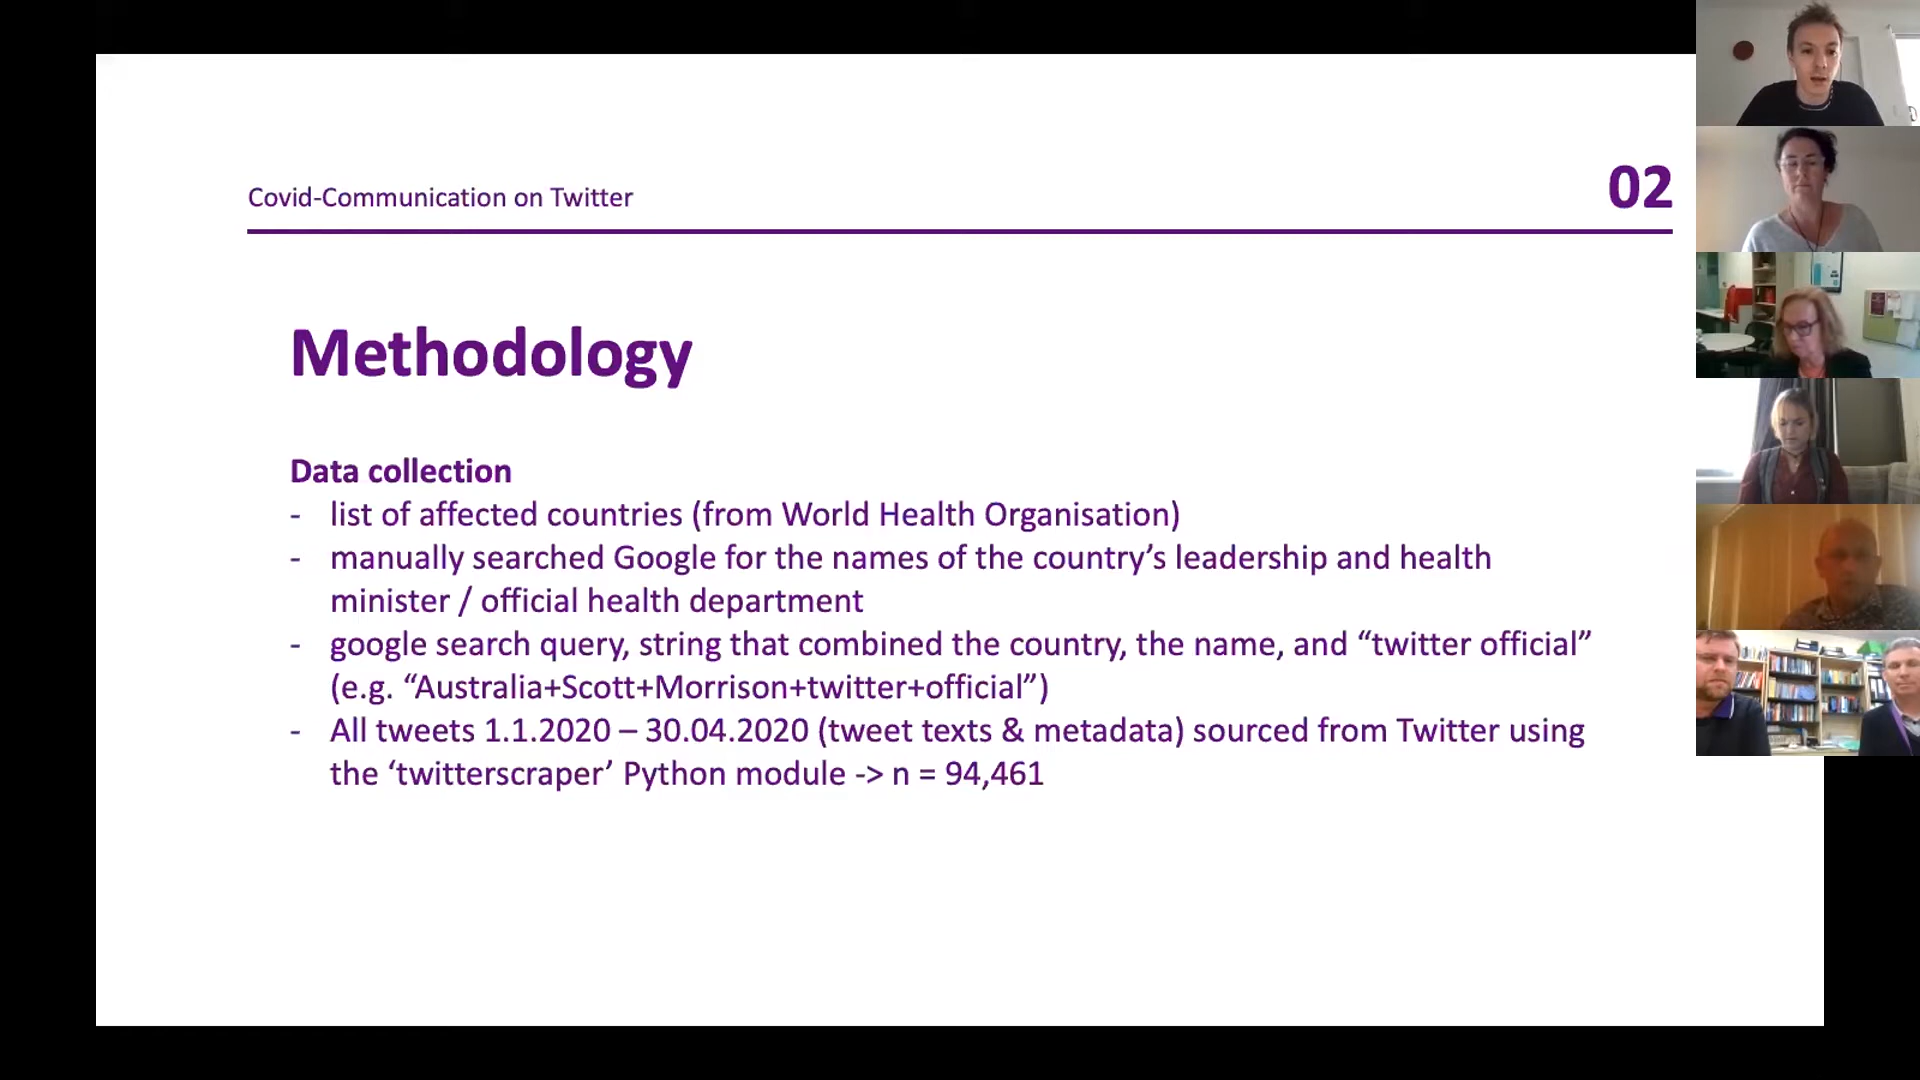 Covid-Communication on Twitter
02
Methodology
Data collection
- list of affected countries (from World Health Organisation)
- manually searched Google for the names of the country’s leadership and health
minister / official health department
- google search query, string that combined the country, the name, and “twitter official”
(e.g. “Australia+Scott+Morrison+twitter+official”)
- All tweets 1.1.2020 – 30.04.2020 (tweet texts & metadata) sourced from Twitter using
the ‘twitterscraper’ Python module -> n = 94,461